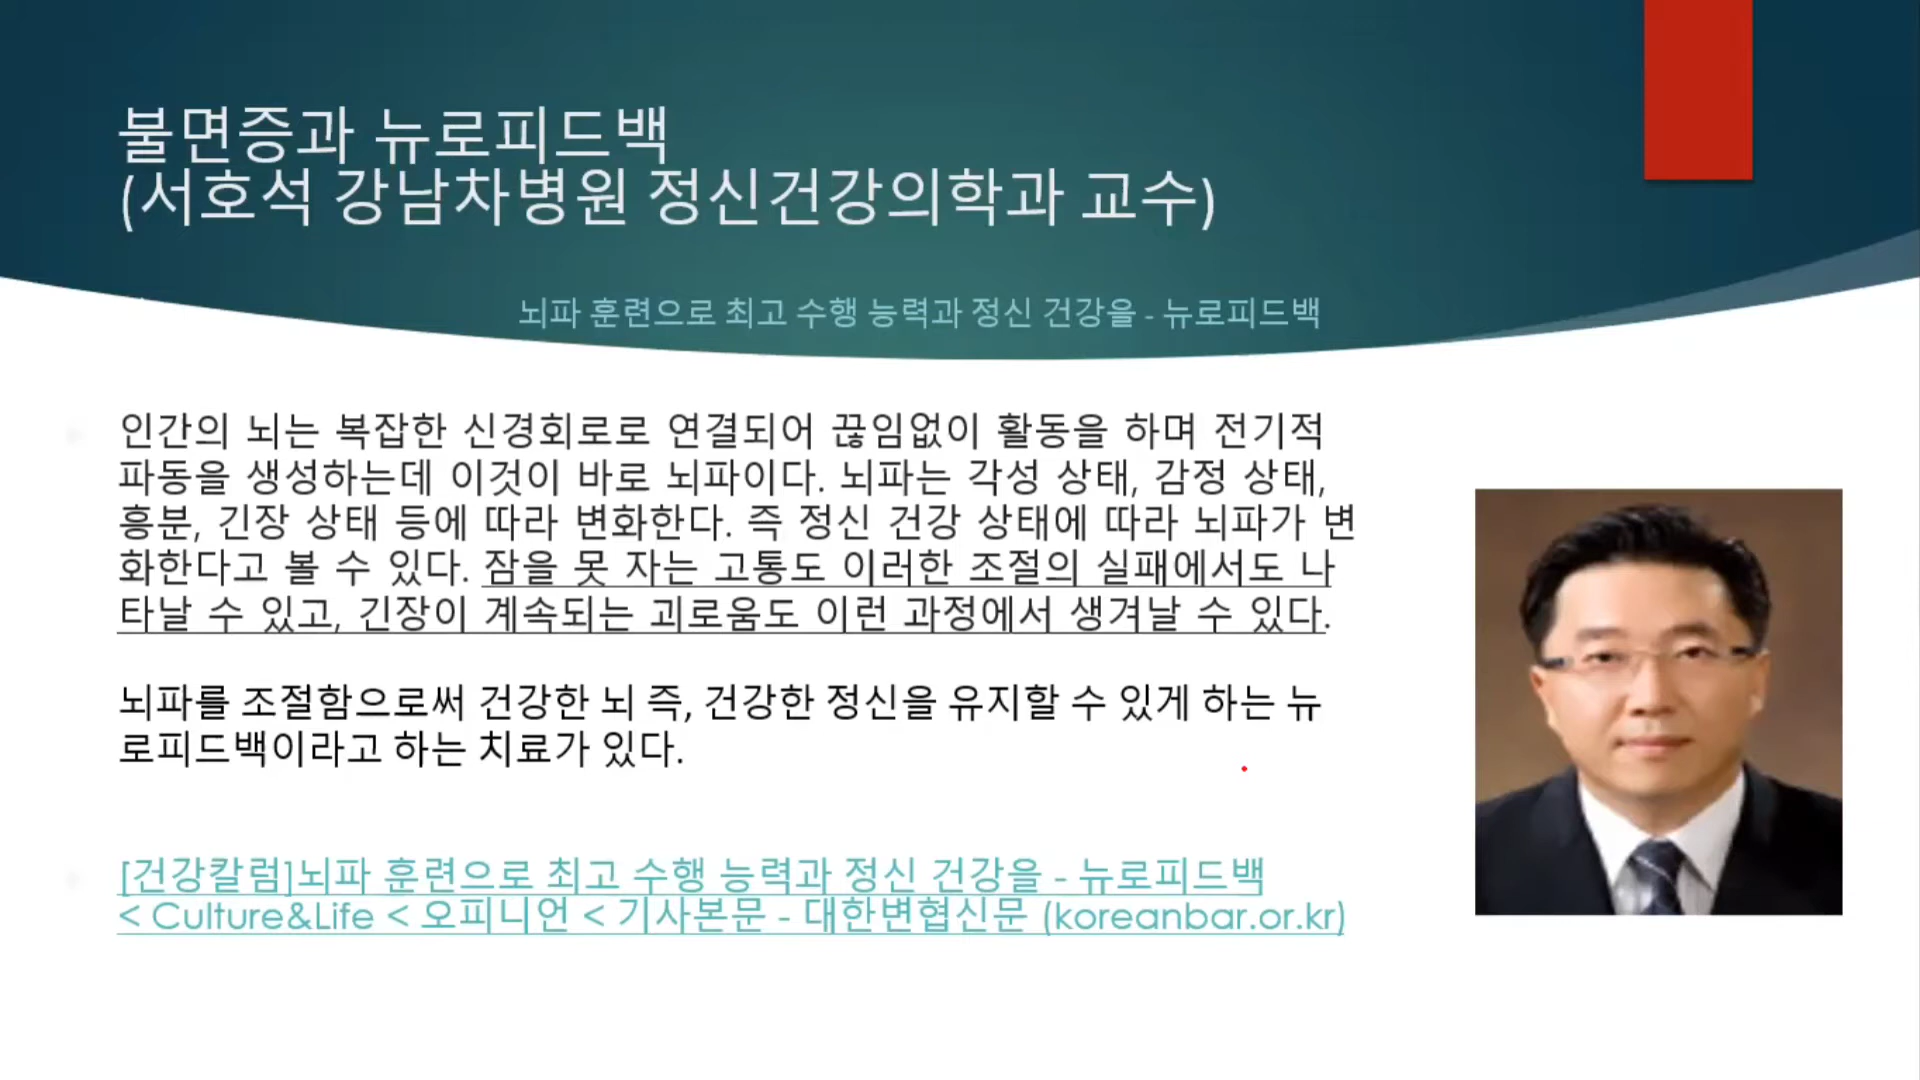 불면증과 뉴로피드백
(서호석 강남차병원 정신건강의학과 교수)
뇌파 훈련으로 최고 수행 능력과 정신 건강을 - 뉴로피드백
인간의 뇌는 복잡한 신경회로로 연결되어 끊임없이 활동을 하며 전기적
파동을 생성하는데 이것이 바로 뇌파이다. 뇌파는 각성 상태, 감정 상태,
흥분, 긴장 상태 등에 따라 변화한다. 즉 정신 건강 상태에 따라 뇌파가 변
화한다고 볼 수 있다. 잠을 못 자는 고통도 이러한 조절의 실패에서도 나
타날 수 있고, 긴장이 계속되는 괴로움도 이런 과정에서 생겨날 수 있다.
뇌파를 조절함으로써 건강한 뇌 즉, 건강한 정신을 유지할 수 있게 하는 뉴
로피드백이라고 하는 치료가 있다.
[건강칼럼]뇌파 훈련으로 최고 수행 능력과 정신 건강을 - 뉴로피드백
< Culture&Life < 오피니언 < 기사본문 - 대한변협신문 (koreanbar.or.kr)